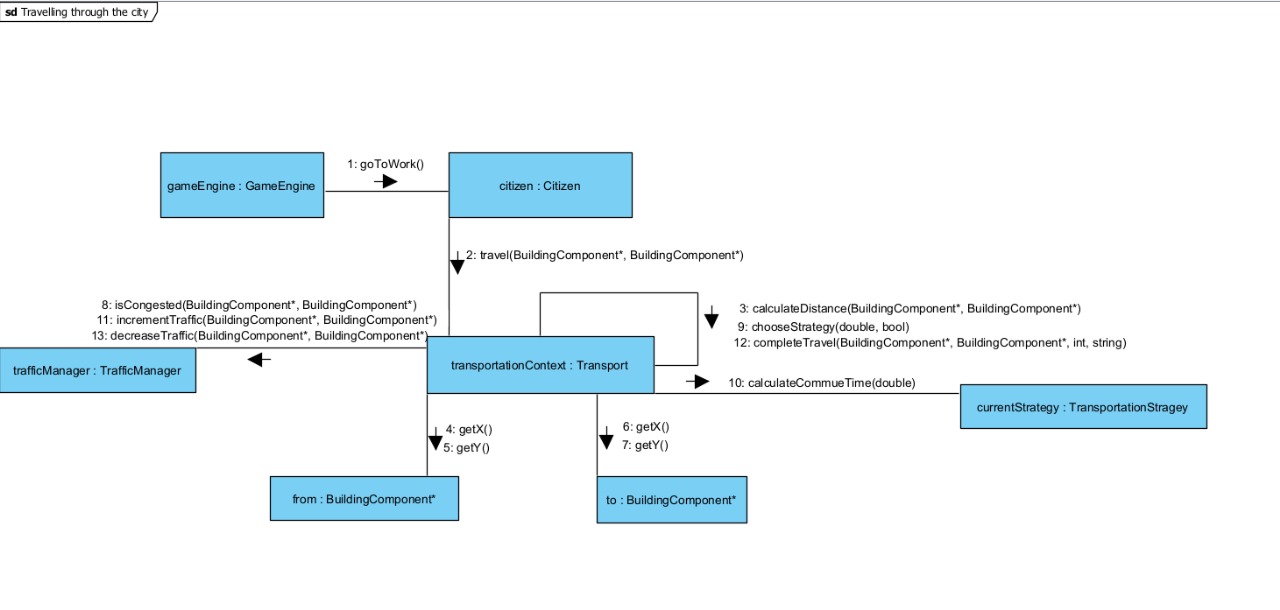 sd Travelling through the city
1: goToWork()
gameEngine : GameEngine
citizen : Citizen
2: travel(BuildingComponent*, BuildingComponent*)
8: isCongested(BuildingComponent*, BuildingComponent*)
11: incrementTraffic(BuildingComponent*, BuildingComponent*)
13: decreaseTraffic(BuildingComponent*, BuildingComponent*)
3: calculateDistance(BuildingComponent*, BuildingComponent*)
9: chooseStrategy(double, bool)
12: completeTravel(BuildingComponent*, BuildingComponent*, int, string)
trafficManager : TrafficManager
transportationContext : Transport
10: calculateCommueTime(double)
currentStrategy : TransportationStragey
4: getX()
5: getY()
6: getX()
7: getY()
from : BuildingComponent*
to : BuildingComponent*